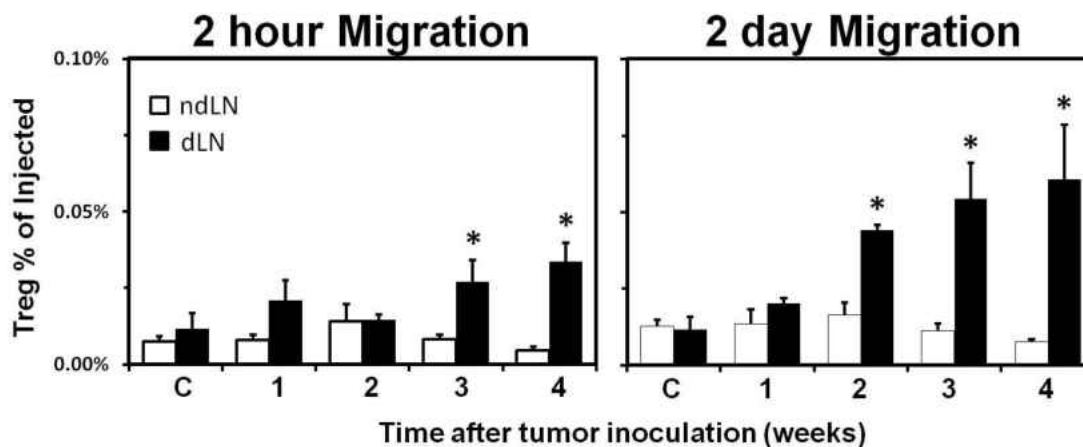 2 hour Migration
2 day Migration
Treg % of Injected
0.10%
0.05%
0.00%
ndLN
dLN
* *
* * *
C 1 2 3 4
C 1 2 3 4
Time after tumor inoculation (weeks)